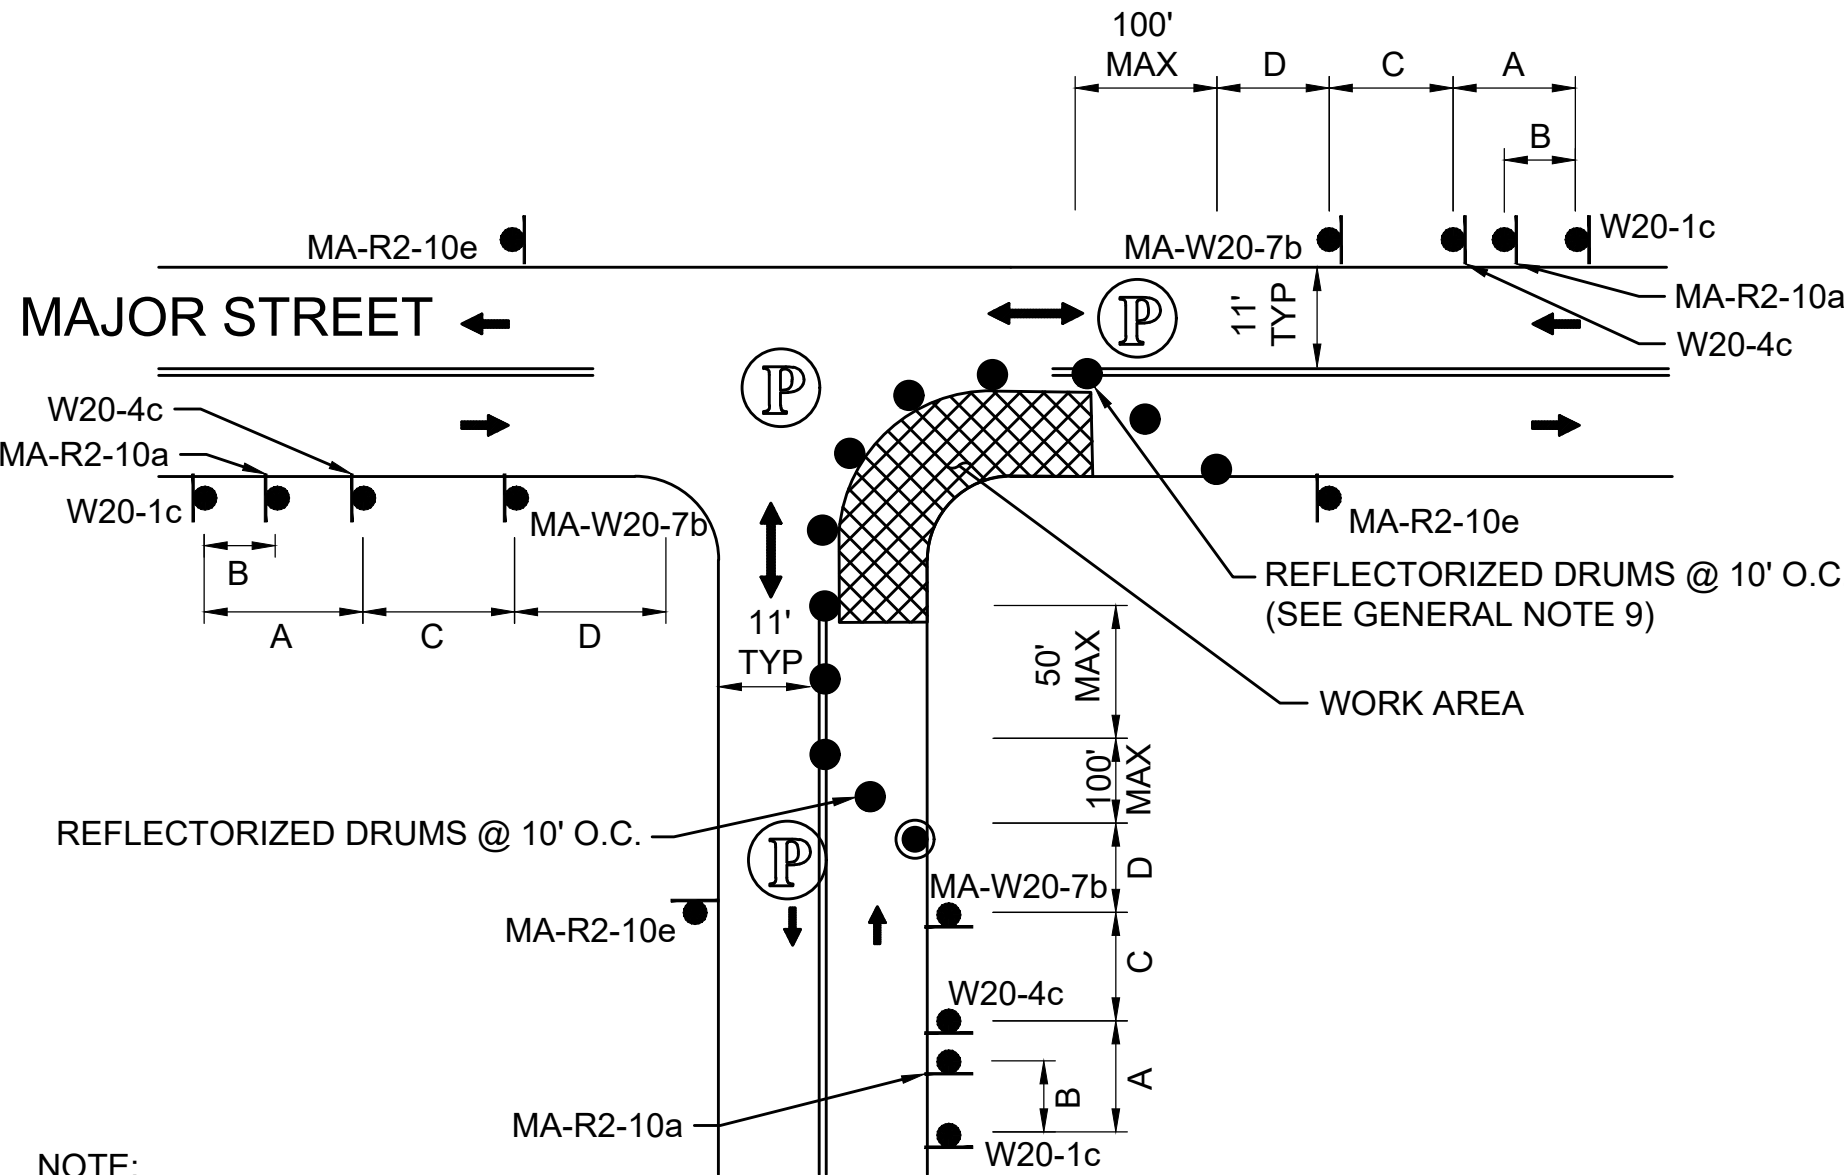 100'
MAX
D
C
A
B
MA-R2-10e
MA-W20-7b
W20-1c
MA-R2-10a
W20-4c
MAJOR STREET
P
11'
TYP
P
W20-4c
MA-R2-10a
W20-1c
MA-W20-7b
MA-R2-10e
B
A
C
D
REFLECTORIZED DRUMS @ 10' O.C
(SEE GENERAL NOTE 9)
11'
TYP
50'
MAX
WORK AREA
100'
MAX
REFLECTORIZED DRUMS @ 10' O.C.
P
D
MA-W20-7b
MA-R2-10e
C
W20-4c
A
B
MA-R2-10a
W20-1c
NOTE: